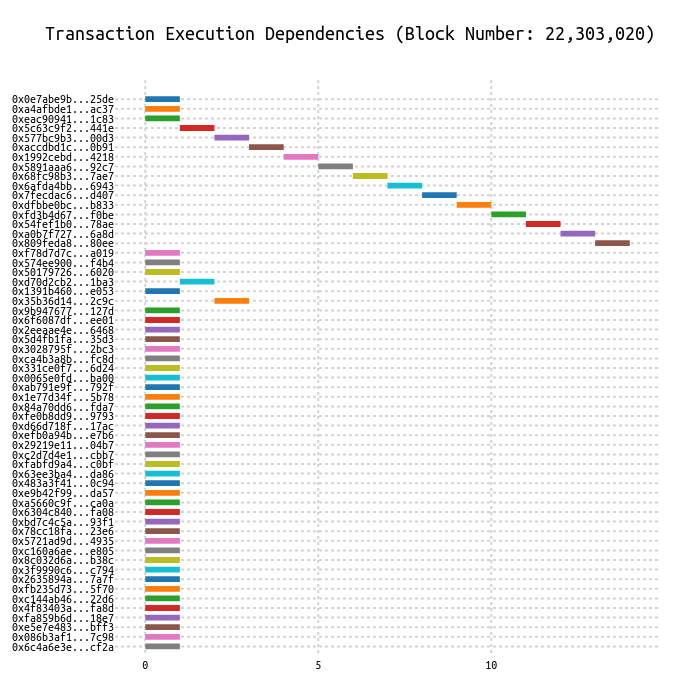 Transaction Execution Dependencies (Block Number: 22,303,020)
0x0e7abe9b...25de
0xa4afbde1...ac37
0xeac90941...1c83
0x5c63c9f2...441e
0x577bc9b3...00d3
0xaccdbd1c...0b91
0x1992cebd...4218
0x5891aaa6...92c7
0x68fc98b3...7ae7
0x6afda4bb...6943
0x7fecdac6...d407
0xdfbbe0bc...b833
0xfd3b4d67...f0be
0x54fef1b0...78ae
0xa0b7f727...6a8d
0x809feda8...80ee
0xf78d7d7c...a019
0x574ee900...f4b4
0x50179726...6020
0xd70d2cb2...1ba3
0x1391b460...e053
0x35b36d14...2c9c
0x9b947677...127d
0x6f6087df...ee01
0x2eeaae4e...6468
0x5d4fb1fa...35d3
0x3028795f...2bc3
0xca4b3a8b...fc8d
0x331ce0f7...6d24
0x0065e0fd...ba00
0xab791e9f...792f
0x1e77d34f...5b78
0x84a70dd6...fda7
0xfe0b8dd9...9793
0xd66d718f...17ac
0xefb0a94b...e7b6
0x29219e11...04b7
0xc2d7d4e1...cbb7
0xfabfd9a4...c0bf
0x63ee3ba4...da86
0x483a3f41...0c94
0xe9b42f99...da57
0xa5660c9f...ca0a
0x6304c840...fa08
0xbd7c4c5a...93f1
0x78cc18fa...23e6
0x5721ad9d...4935
0xc160a6ae...e805
0x8c032d6a...b38c
0x3f9990c6...c794
0x2635894a...7a7f
0xfb235d73...5f70
0xc144ab46...22d6
0x4f83403a...fa8d
0xfa859b6d...18e7
0xe5e7e483...bff3
0x086b3af1...7c98
0x6c4a6e3e...cf2a
0 5 10